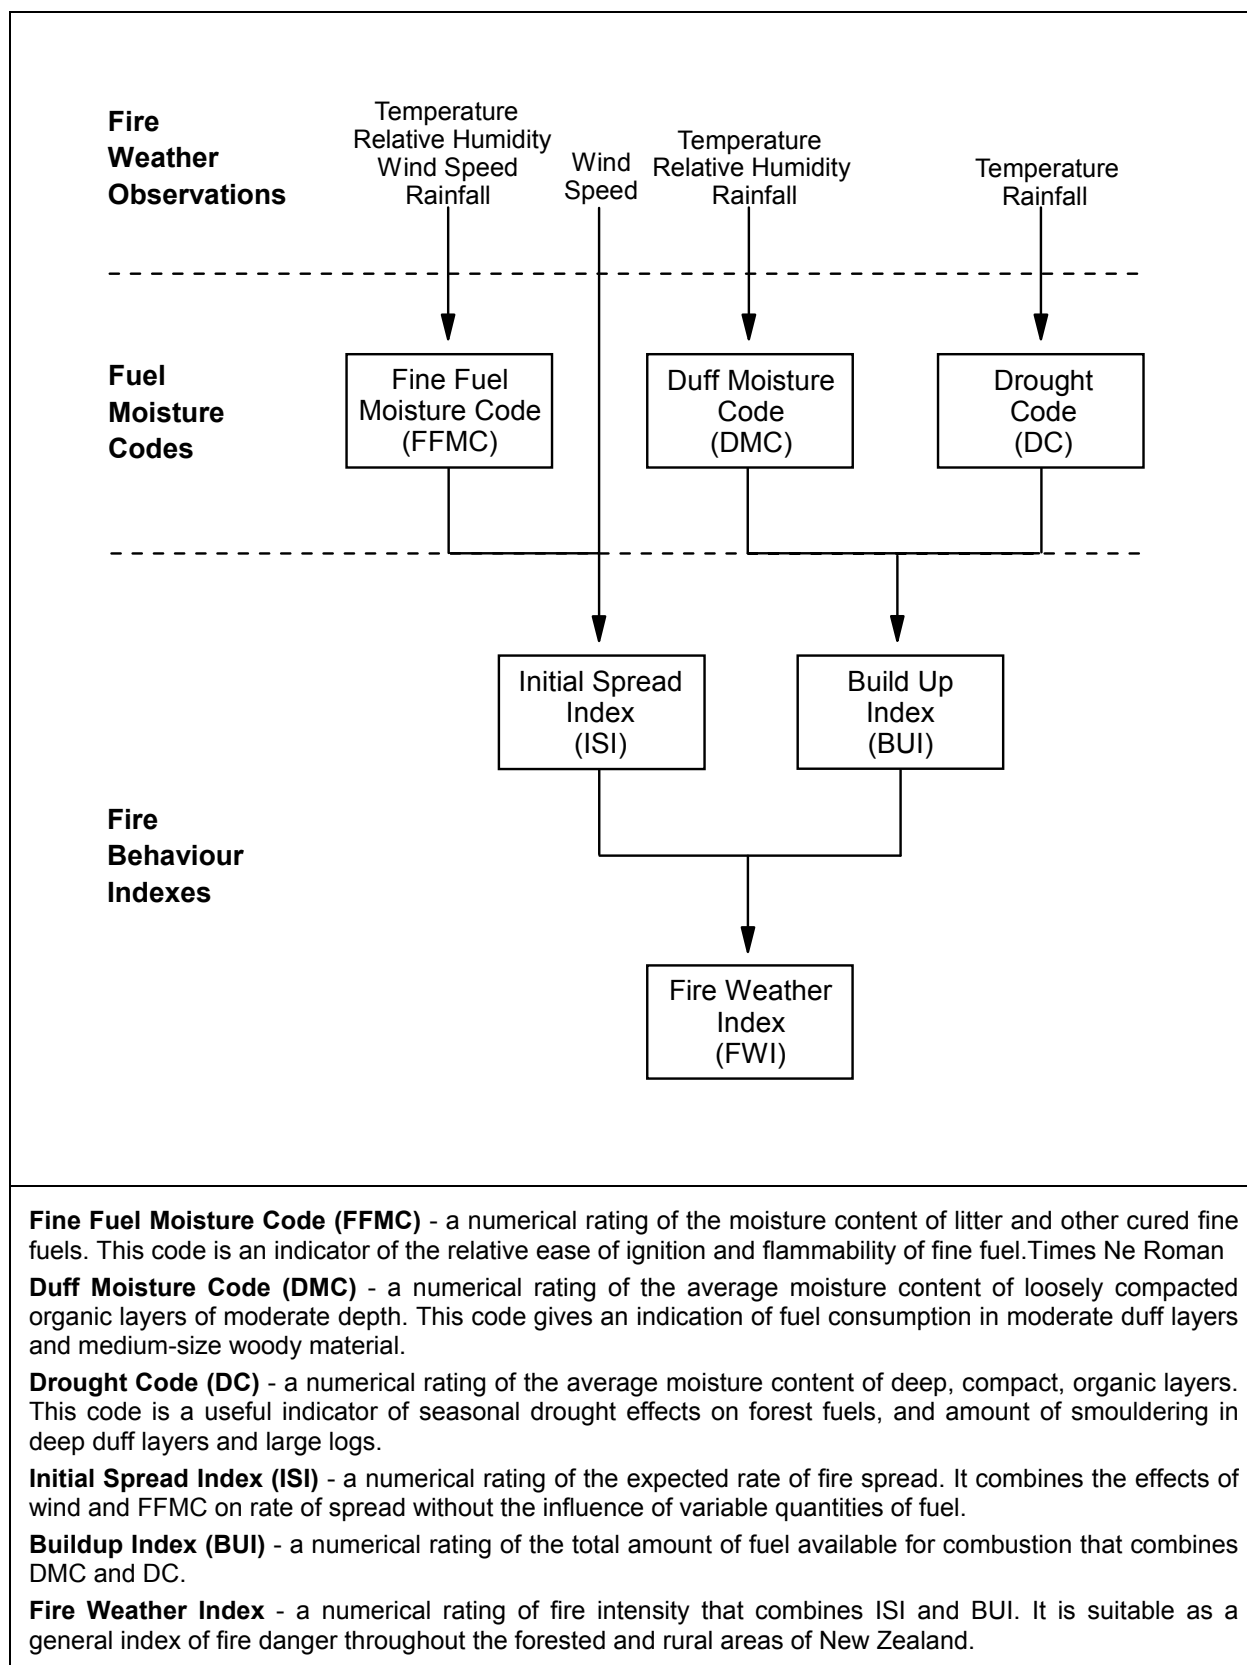 Fire
Weather
Observations
Temperature
Relative Humidity
Wind Speed
Rainfall
Wind
Speed
Temperature
Relative Humidity
Rainfall
Temperature
Rainfall
Fuel
Moisture
Codes
Fine Fuel
Moisture Code
(FFMC)
Duff Moisture
Code
(DMC)
Drought
Code
(DC)
Initial Spread
Index
(ISI)
Build Up
Index
(BUI)
Fire
Behaviour
Indexes
Fire Weather
Index
(FWI)
Fine Fuel Moisture Code (FFMC) - a numerical rating of the moisture content of litter and other cured fine
fuels. This code is an indicator of the relative ease of ignition and flammability of fine fuel.Times Ne Roman
Duff Moisture Code (DMC) - a numerical rating of the average moisture content of loosely compacted
organic layers of moderate depth. This code gives an indication of fuel consumption in moderate duff layers
and medium-size woody material.
Drought Code (DC) - a numerical rating of the average moisture content of deep, compact, organic layers.
This code is a useful indicator of seasonal drought effects on forest fuels, and amount of smouldering in
deep duff layers and large logs.
Initial Spread Index (ISI) - a numerical rating of the expected rate of fire spread. It combines the effects of
wind and FFMC on rate of spread without the influence of variable quantities of fuel.
Buildup Index (BUI) - a numerical rating of the total amount of fuel available for combustion that combines
DMC and DC.
Fire Weather Index - a numerical rating of fire intensity that combines ISI and BUI. It is suitable as a
general index of fire danger throughout the forested and rural areas of New Zealand.